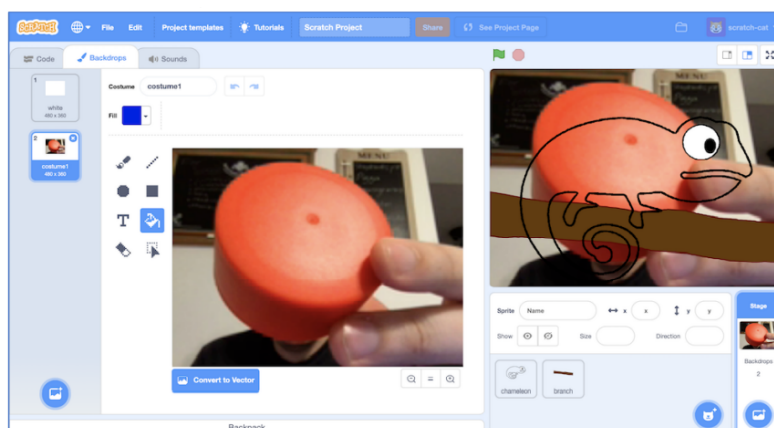 SCRATCH File Edit Project templates Tutorials Scratch Project Share See Project Page scratch-cat
Code Backdrops Sounds
1
white
480 x 360
2
costume1
480 x 360
Costume costume1
Fill
T
MENU
Convert to Vector
Backpack
MENU
Sprite Name x x y y
Show Size Direction
chameleon branch
Stage
Backdrops
2